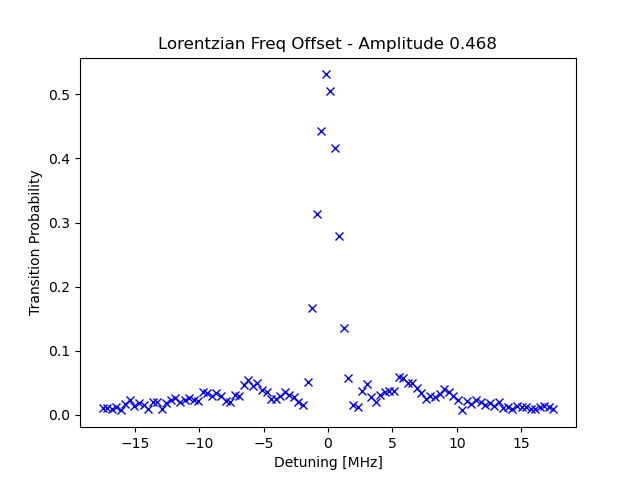 Lorentzian Freq Offset - Amplitude 0.468
Transition Probability
0.5
0.4
0.3
0.2
0.1
0.0
−15 −10 −5 0 5 10 15
Detuning [MHz]